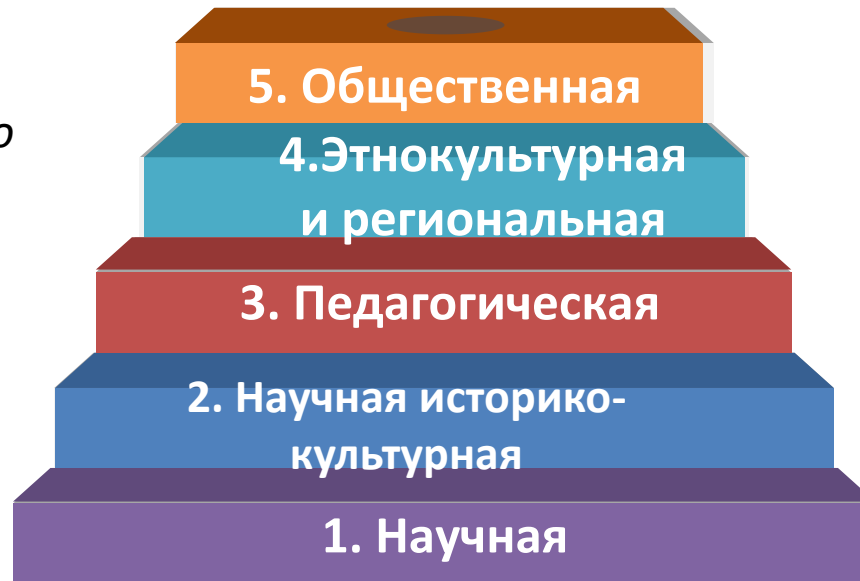 5. Общественная
о
4.Этнокультурная
и региональная
3. Педагогическая
2. Научная историко-
культурная
1. Научная